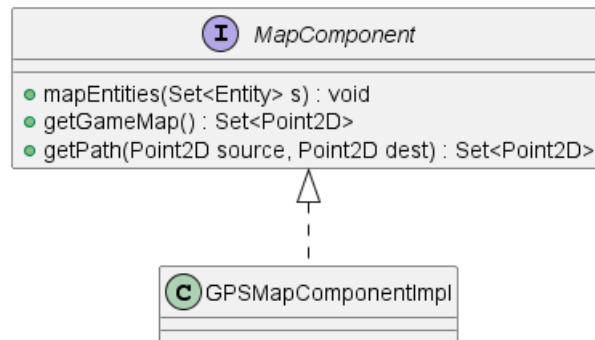 I MapComponent
mapEntities(Set<Entity> s) : void
getGameMap() : Set<Point2D>
getPath(Point2D source, Point2D dest) : Set<Point2D>
C GPSMapComponentImpl